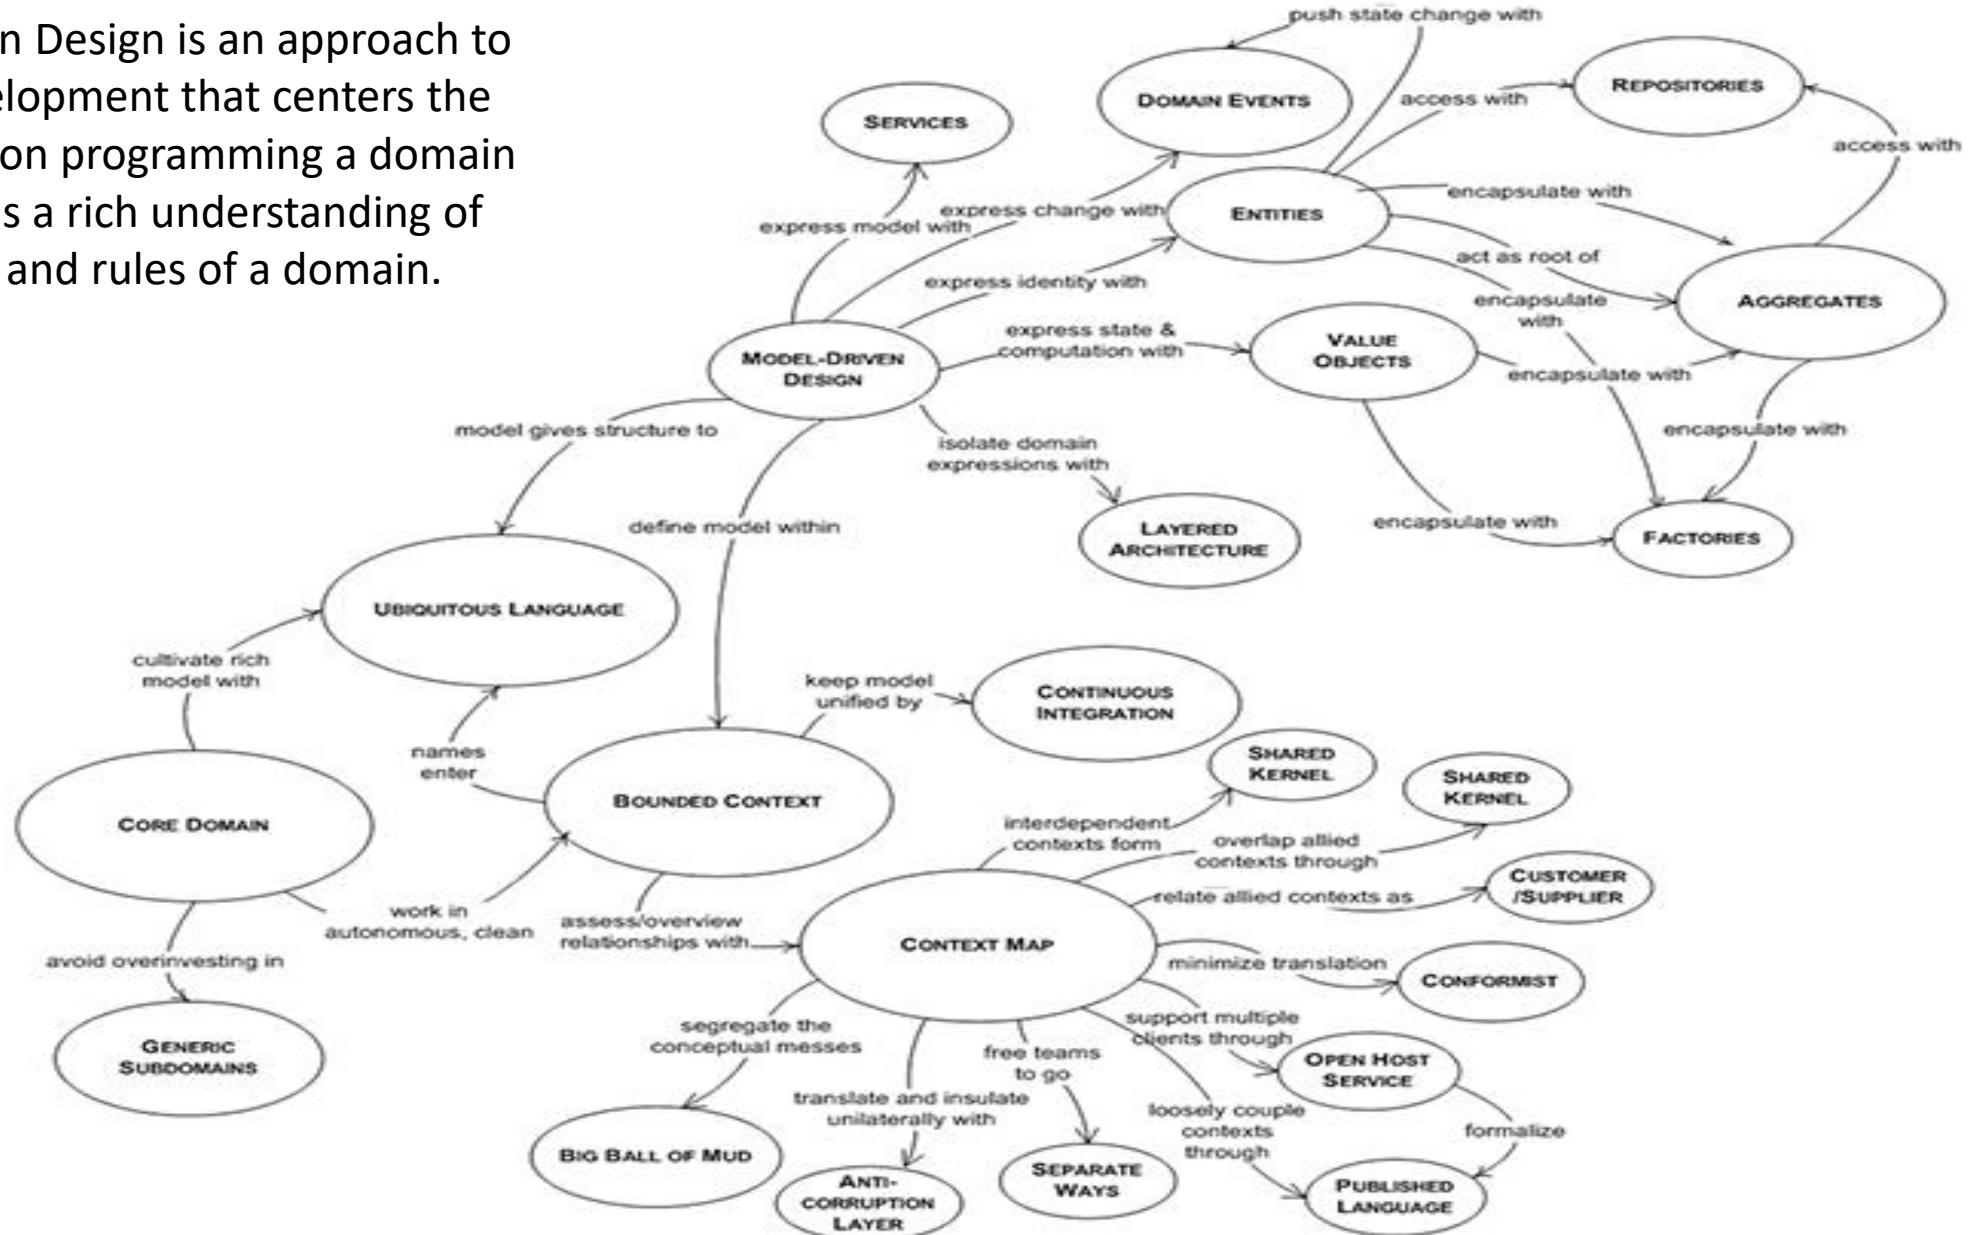 n Design is an approach to
elopment that centers the
on programming a domain
s a rich understanding of
and rules of a domain.
push state change with
DOMAIN EVENTS
REPOSITORIES
access with
SERVICES
access with
encapsulate with
express change with
ENTITIES
express model with
act as root of
express identity with
encapsulate
with
AGGREGATES
express state &
computation with
VALUE
OBJECTS
MODEL-DRIVEN
DESIGN
encapsulate with
model gives structure to
isolate domain
expressions with
encapsulate with
define model within
encapsulate with
LAYERED
ARCHITECTURE
FACTORIES
UBIQUITOUS LANGUAGE
cultivate rich
model with
keep model
unified by
CONTINUOUS
INTEGRATION
names
enter
SHARED
KERNEL
SHARED
KERNEL
BOUNDED CONTEXT
CORE DOMAIN
interdependent
contexts form
overlap allied
contexts through
CUSTOMER
/SUPPLIER
relate allied contexts as
work in
autonomous, clean
assess/overview
relationships with
CONTEXT MAP
avoid overinvesting in
minimize translation
CONFORMIST
segregate the
conceptual messes
support multiple
clients through
GENERIC
SUBDOMAINS
free teams
to go
OPEN HOST
SERVICE
translate and insulate
unilaterally with
loosely couple
contexts
through
formalize
BIG BALL OF MUD
ANTI-
CORRUPTION
LAYER
SEPARATE
WAYS
PUBLISHED
LANGUAGE